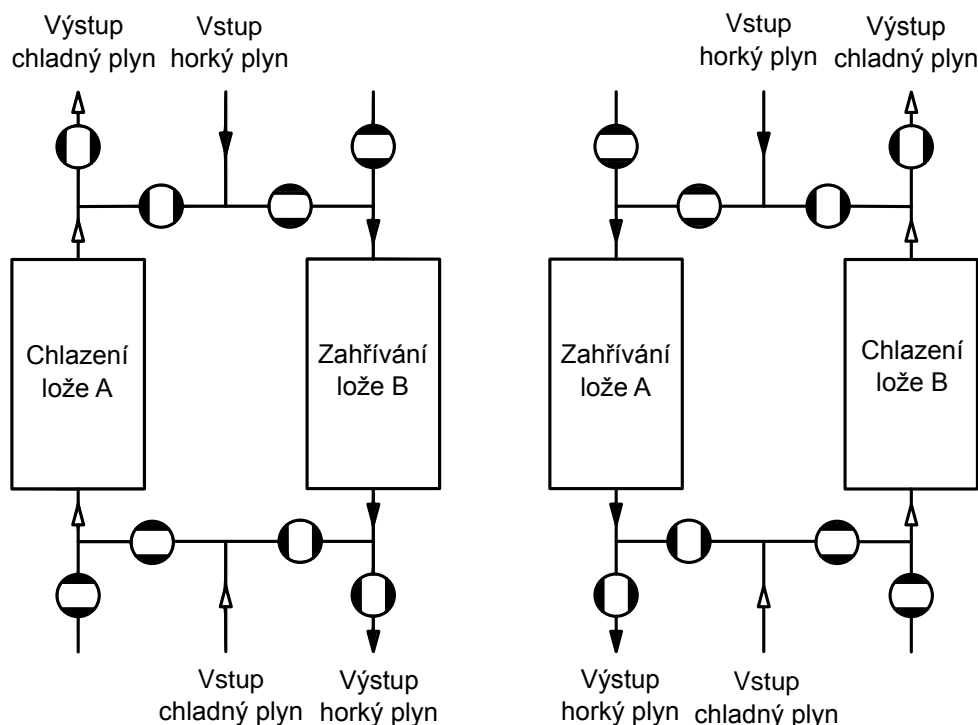 Výstup
chladný plyn
Vstup
horký plyn
Chlazení
lože A
Zahřívání
lože B
Vstup
chladný plyn
Výstup
horký plyn
Vstup
horký plyn
Výstup
chladný plyn
Zahřívání
lože A
Chlazení
lože B
Výstup
horký plyn
Vstup
chladný plyn